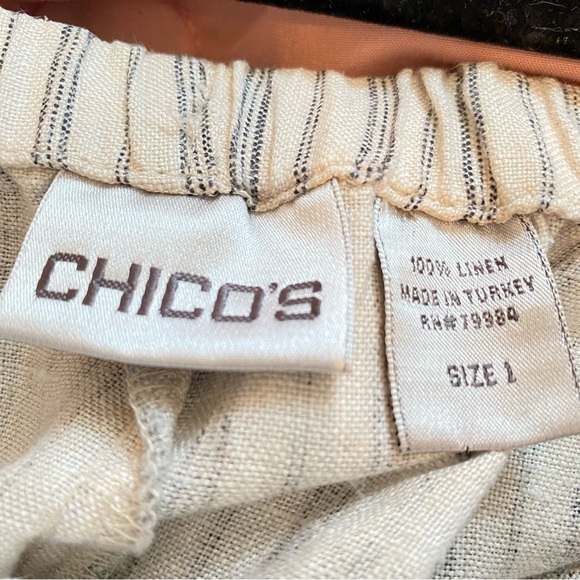 CHICO'S
100% LINEN
MADE IN TURKEY
RN#79984
SIZE 1